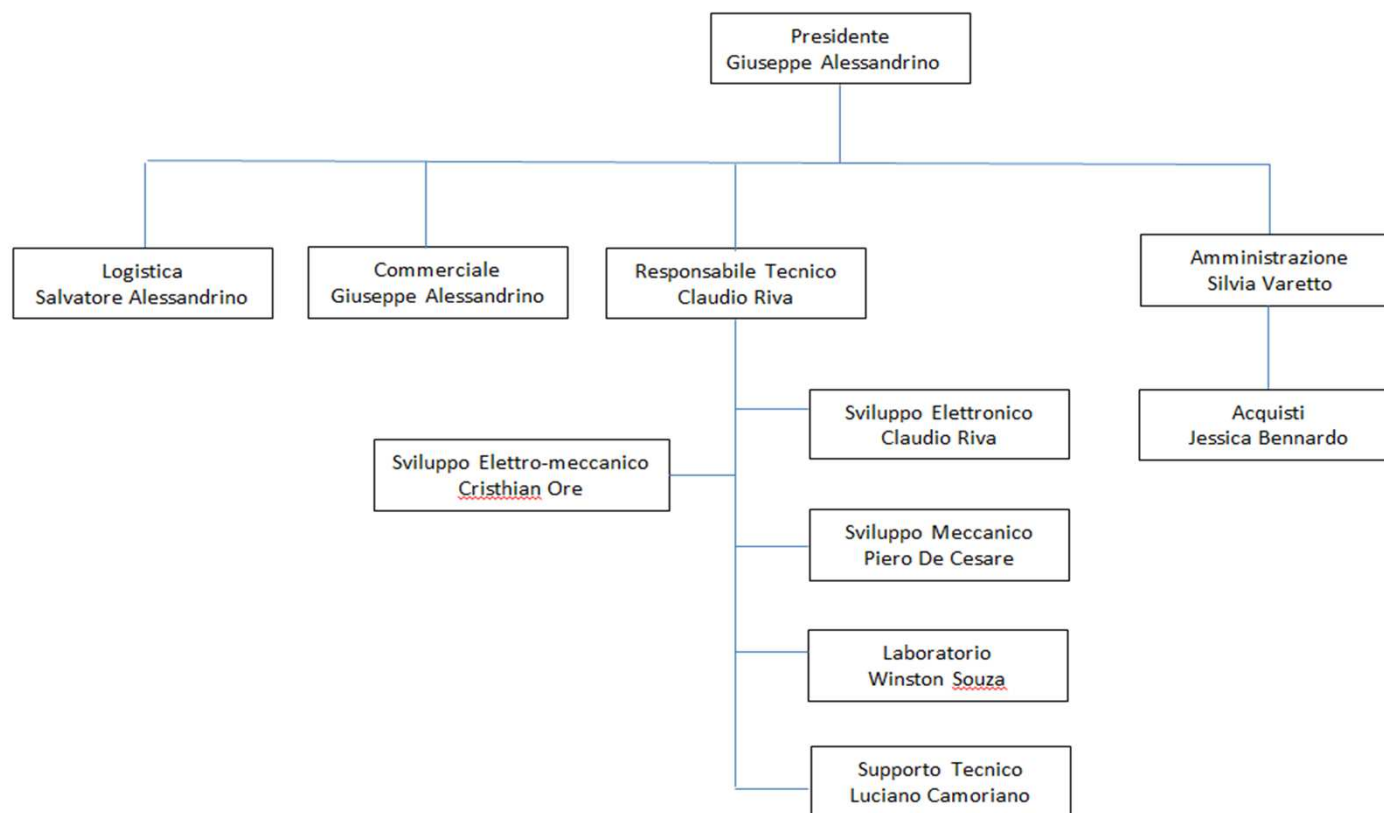 Presidente
Giuseppe Alessandrino
Logistica
Salvatore Alessandrino
Commerciale
Giuseppe Alessandrino
Responsabile Tecnico
Claudio Riva
Amministrazione
Silvia Varetto
Sviluppo Elettronico
Claudio Riva
Acquisti
Jessica Bennardo
Sviluppo Elettro-meccanico
Cristhian Ore
Sviluppo Meccanico
Piero De Cesare
Laboratorio
Winston Souza
Supporto Tecnico
Luciano Camoriano